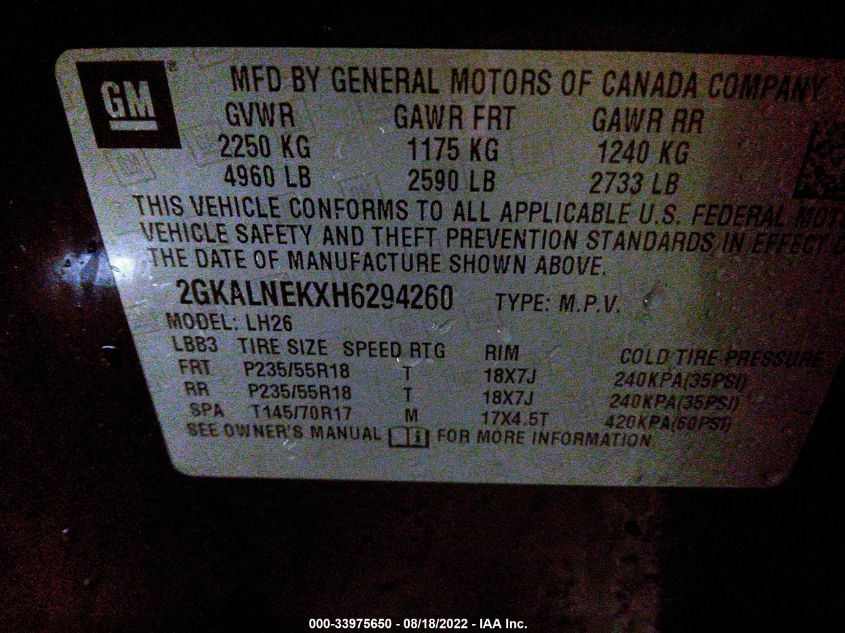 GM ®
MFD BY GENERAL MOTORS OF CANADA COMPANY
GVWR GAWR FRT GAWR RR
2250 KG 1175 KG 1240 KG
4960 LB 2590 LB 2733 LB
THIS VEHICLE CONFORMS TO ALL APPLICABLE U.S. FEDERAL MOT
VEHICLE SAFETY AND THEFT PREVENTION STANDARDS IN EFFECT
THE DATE OF MANUFACTURE SHOWN ABOVE.
2GKALNEKXH6294260 TYPE: M.P.V.
MODEL: LH26
LBB3 TIRE SIZE SPEED RTG RIM COLD TIRE PRESSURE
FRT P235/55R18 T 18X7J 240KPA(35PSI)
RR P235/55R18 T 18X7J 240KPA(35PSI)
SPA T145/70R17 M 17X4.5T 420KPA(60PSI)
SEE OWNER'S MANUAL FOR MORE INFORMATION
000-33975650 - 08/18/2022 - IAA Inc.